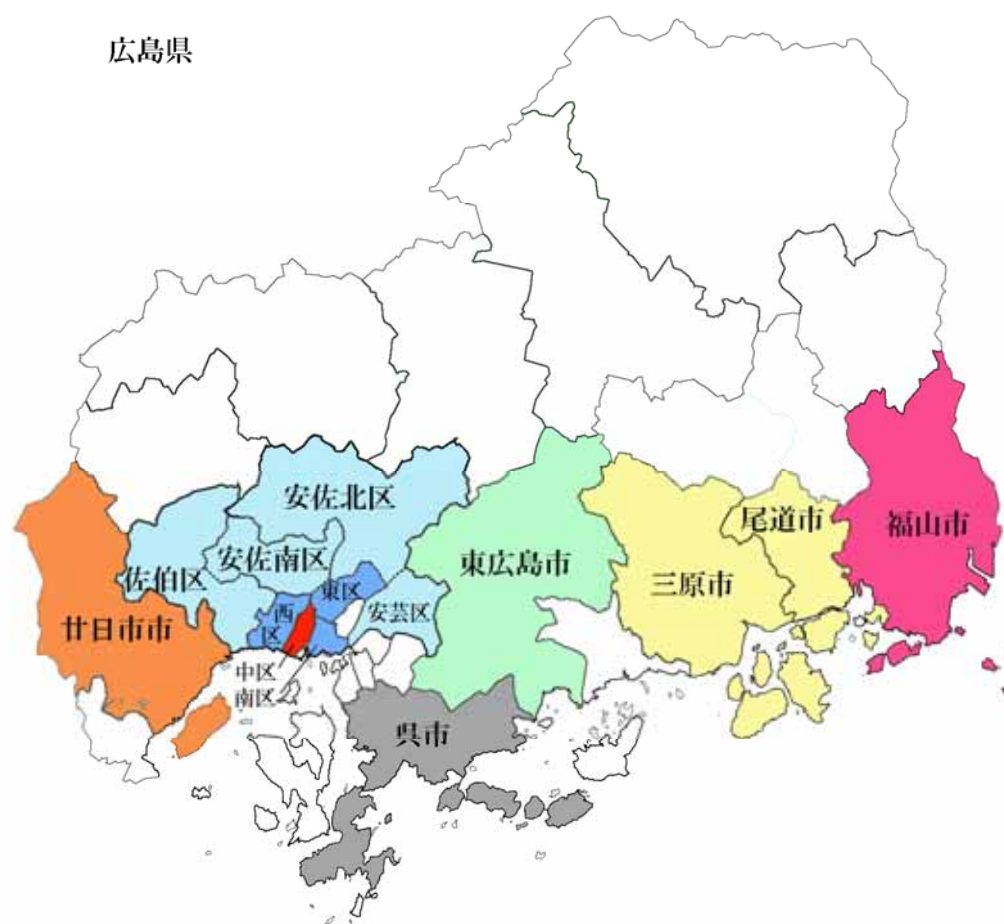 広島県
安佐北区
安佐南区
佐伯区
東区
西
区
安芸区
中区
南区
廿日市市
呉市
東広島市
三原市
尾道市
福山市